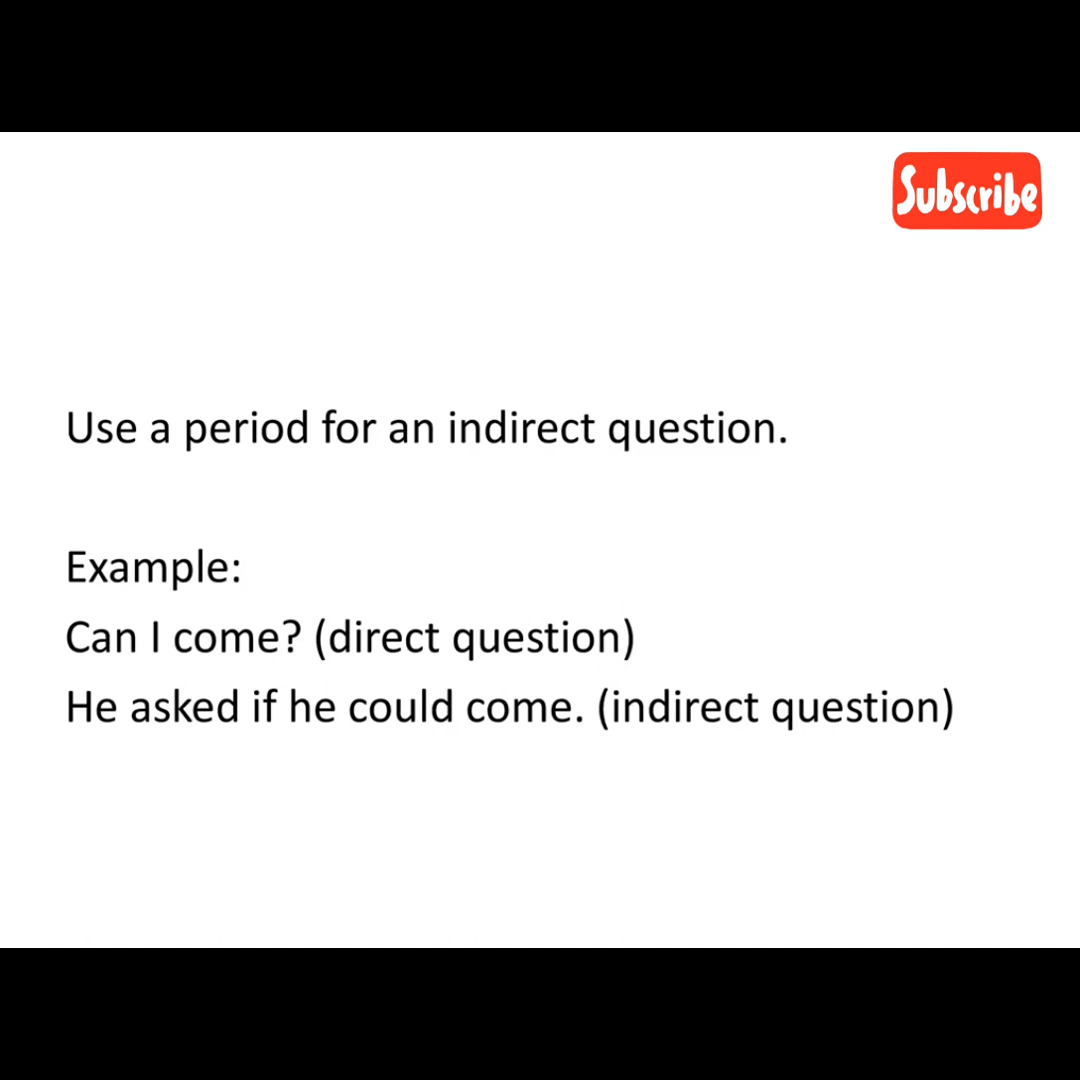 Subscribe
Use a period for an indirect question.
Example:
Can I come? (direct question)
He asked if he could come. (indirect question)